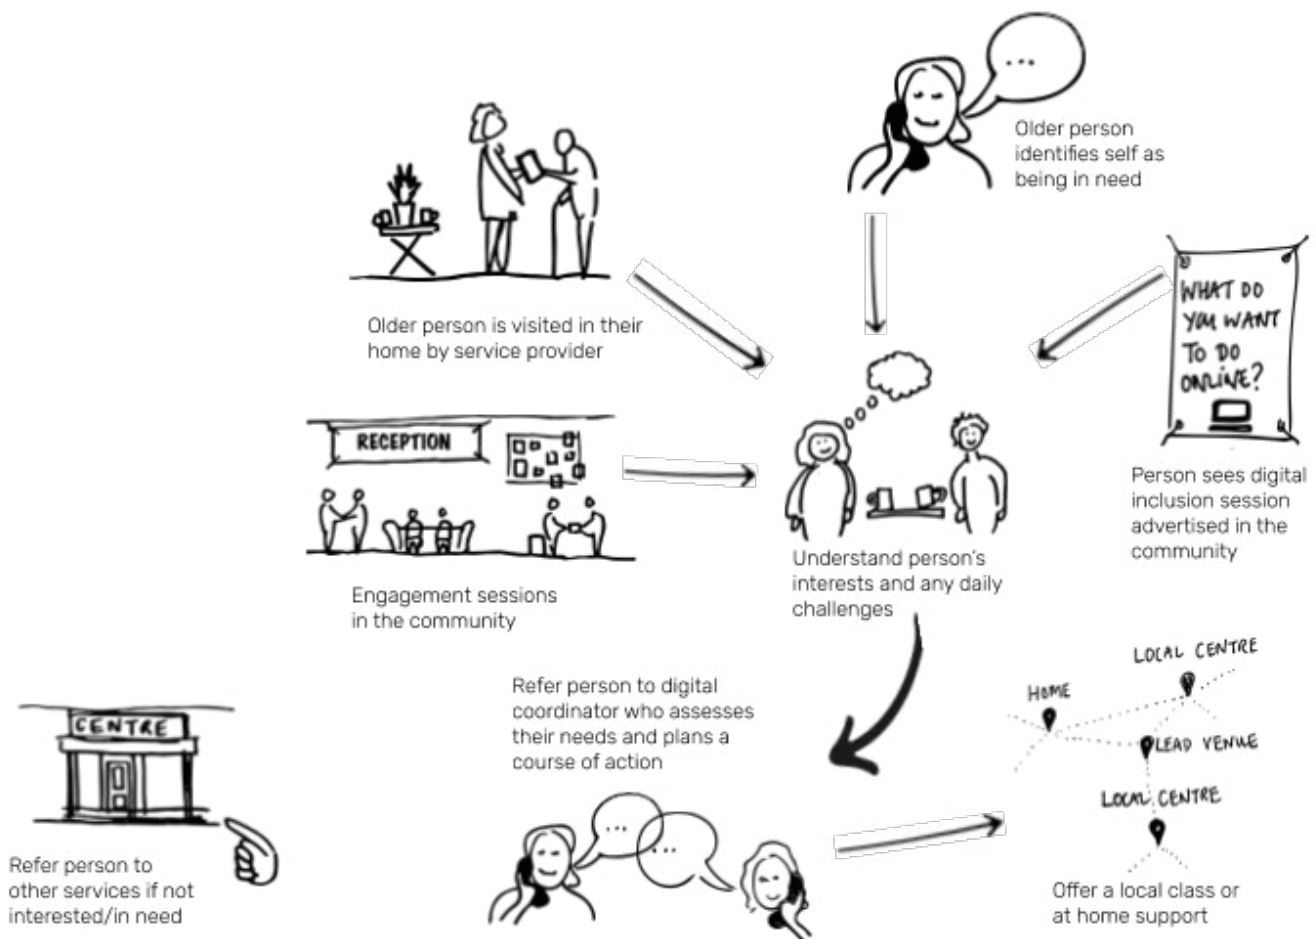 ...
Older person
identifies self as
being in need
Older person is visited in their
home by service provider
WHAT DO
YOU WANT
TO DO
ONLINE?
RECEPTION
Person sees digital
inclusion session
advertised in the
community
Engagement sessions
in the community
Understand person's
interests and any daily
challenges
Refer person to digital
coordinator who assesses
their needs and plans a
course of action
LOCAL CENTRE
HOME
LEAD VENUE
LOCAL CENTRE
CENTRE
Refer person to
other services if not
interested/in need
...
...
Offer a local class or
at home support